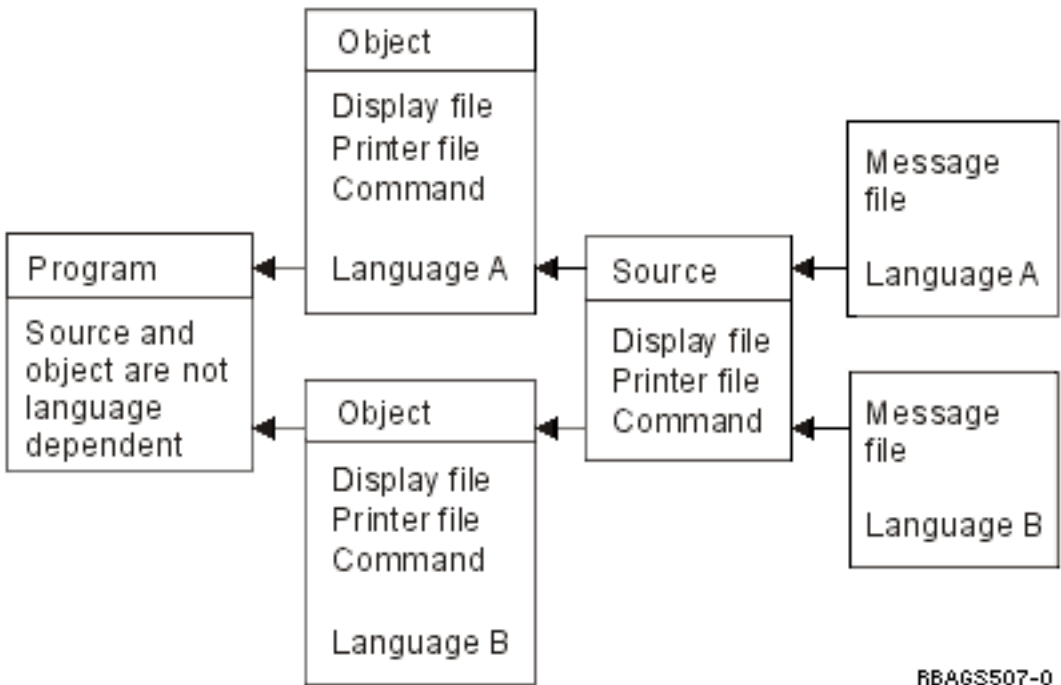 Program
Source and
object are not
language
dependent
Object
Display file
Printer file
Command
Language A
Object
Display file
Printer file
Command
Language B
Source
Display file
Printer file
Command
Message
file
Language A
Message
file
Language B
RBAGS507-0